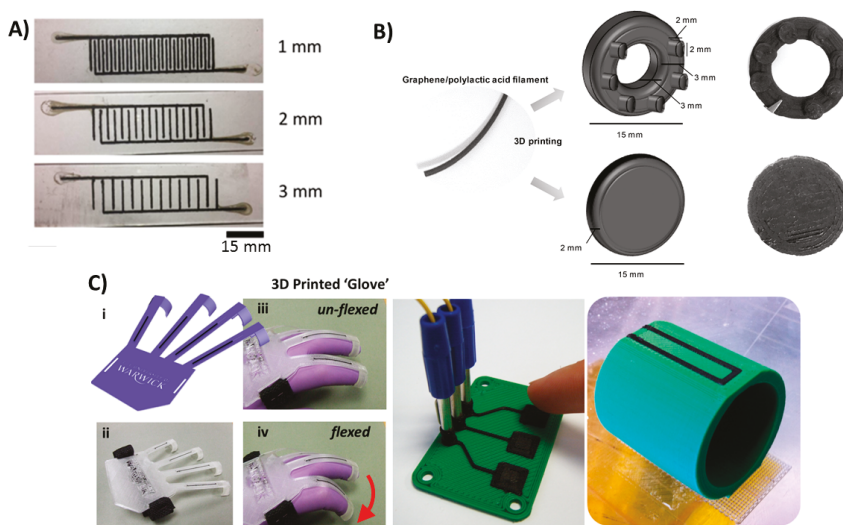 A)
1 mm
2 mm
3 mm
15 mm
B)
Graphene/polylactic acid filament
3D printing
2 mm
2 mm
3 mm
3 mm
15 mm
2 mm
15 mm
C)
3D Printed ‘Glove’
i
WARWICK
ii
iii
un-flexed
iv
flexed